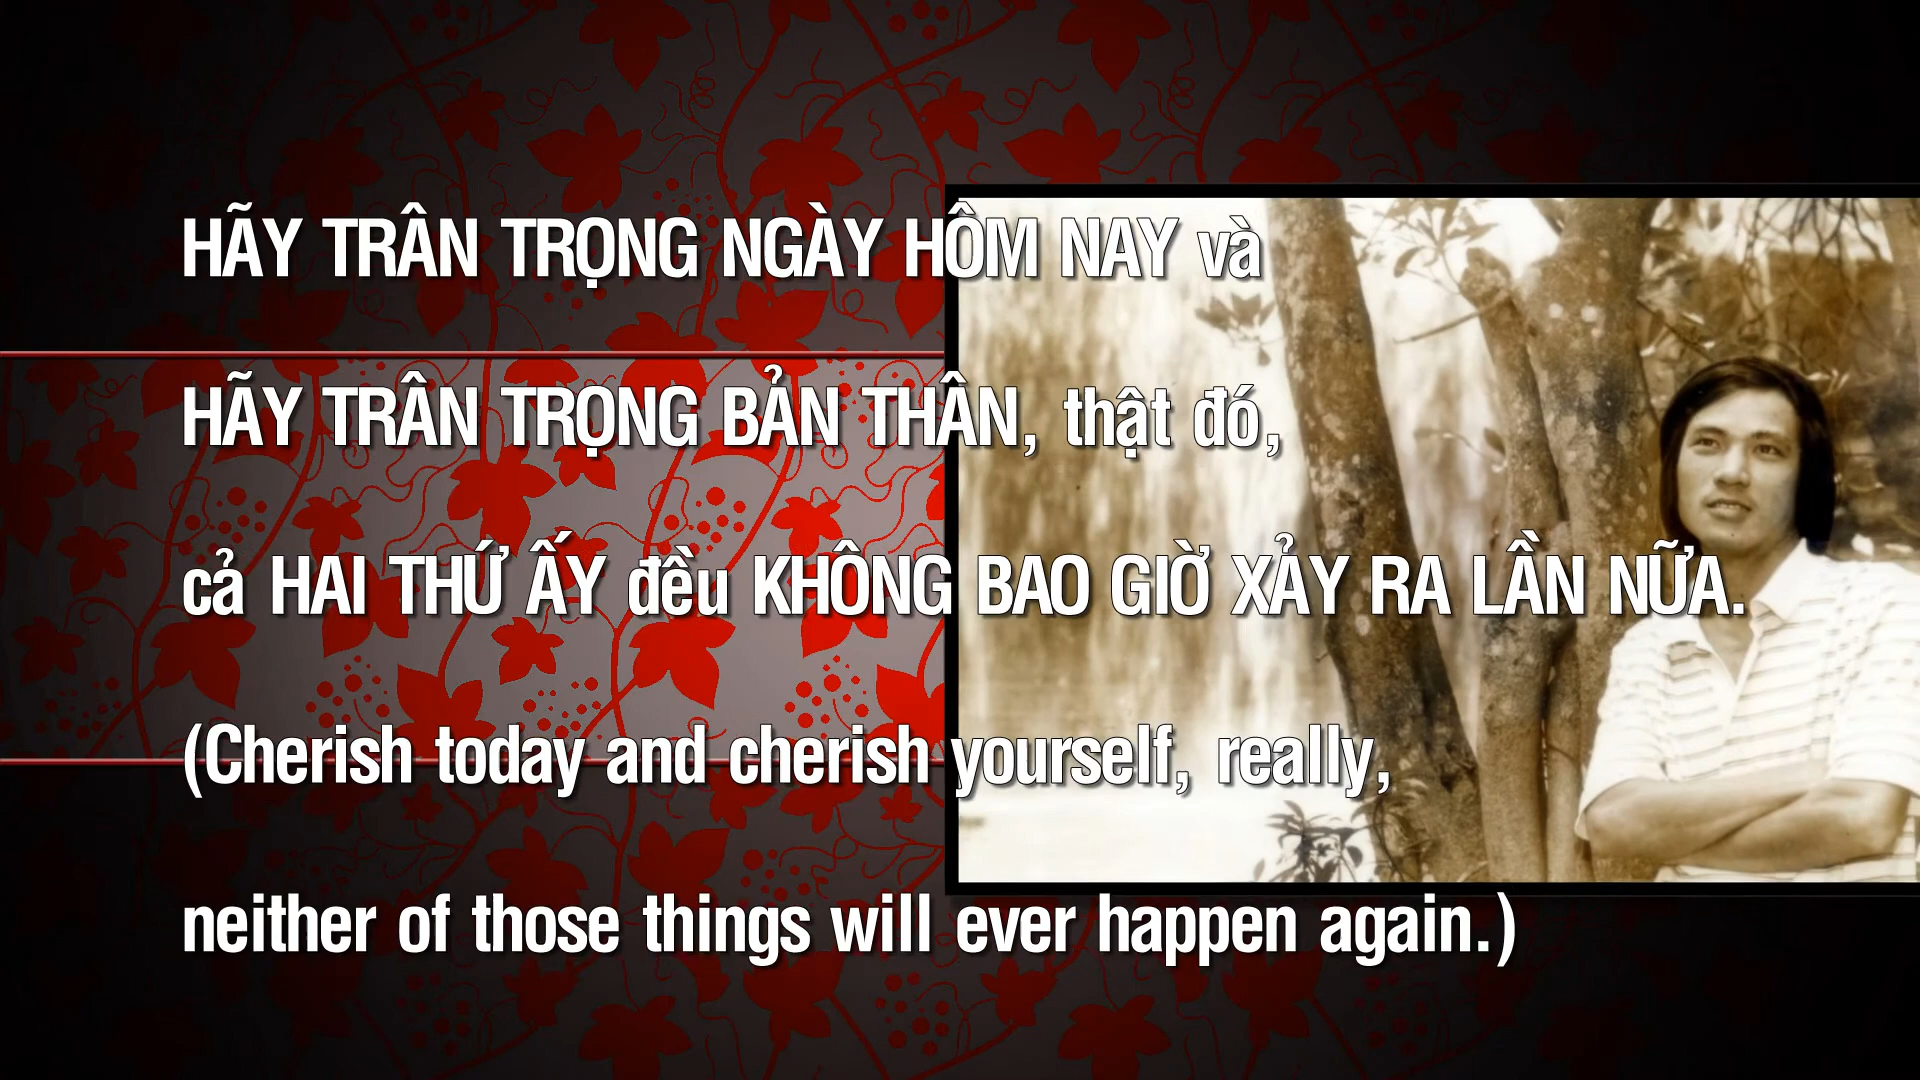 HÃY TRÂN TRỌNG NGÀY HÔM NAY và
HÃY TRÂN TRỌNG BẢN THÂN, thật đó,
cả HAI THỨ ẤY đều KHÔNG BAO GIỜ XẢY RA LẦN NỮA.
(Cherish today and cherish yourself, really,
neither of those things will ever happen again.)